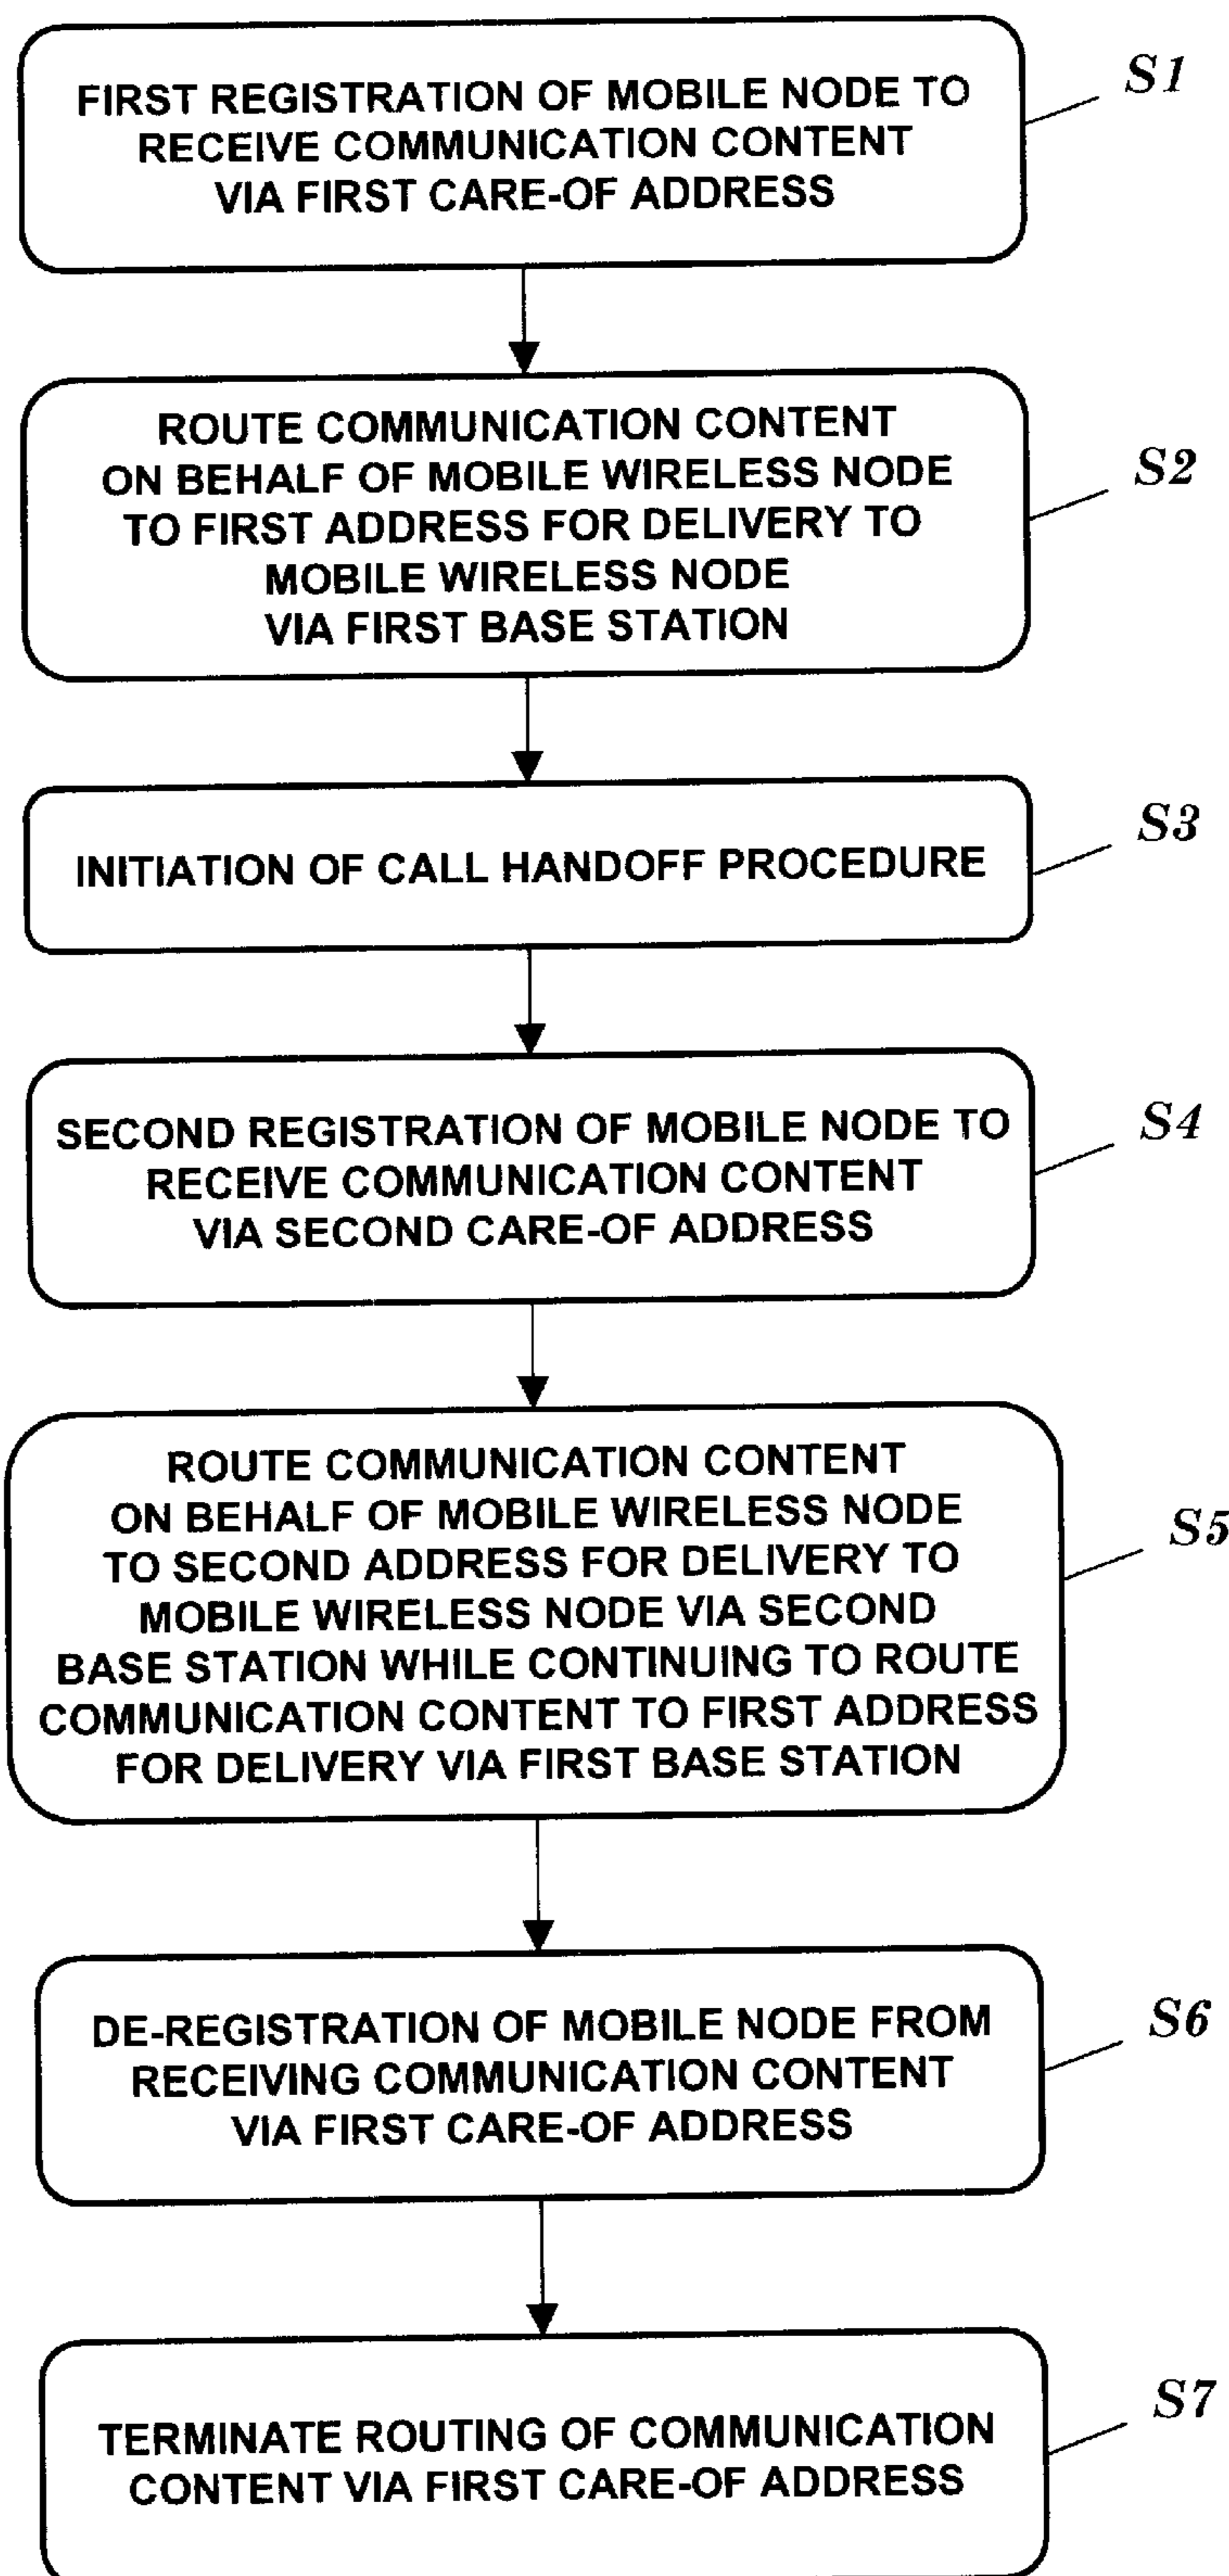 FIRST REGISTRATION OF MOBILE NODE TO
RECEIVE COMMUNICATION CONTENT
VIA FIRST CARE-OF ADDRESS
S1
ROUTE COMMUNICATION CONTENT
ON BEHALF OF MOBILE WIRELESS NODE
TO FIRST ADDRESS FOR DELIVERY TO
MOBILE WIRELESS NODE
VIA FIRST BASE STATION
S2
INITIATION OF CALL HANDOFF PROCEDURE
S3
SECOND REGISTRATION OF MOBILE NODE TO
RECEIVE COMMUNICATION CONTENT
VIA SECOND CARE-OF ADDRESS
S4
ROUTE COMMUNICATION CONTENT
ON BEHALF OF MOBILE WIRELESS NODE
TO SECOND ADDRESS FOR DELIVERY TO
MOBILE WIRELESS NODE VIA SECOND
BASE STATION WHILE CONTINUING TO ROUTE
COMMUNICATION CONTENT TO FIRST ADDRESS
FOR DELIVERY VIA FIRST BASE STATION
S5
DE-REGISTRATION OF MOBILE NODE FROM
RECEIVING COMMUNICATION CONTENT
VIA FIRST CARE-OF ADDRESS
S6
TERMINATE ROUTING OF COMMUNICATION
CONTENT VIA FIRST CARE-OF ADDRESS
S7